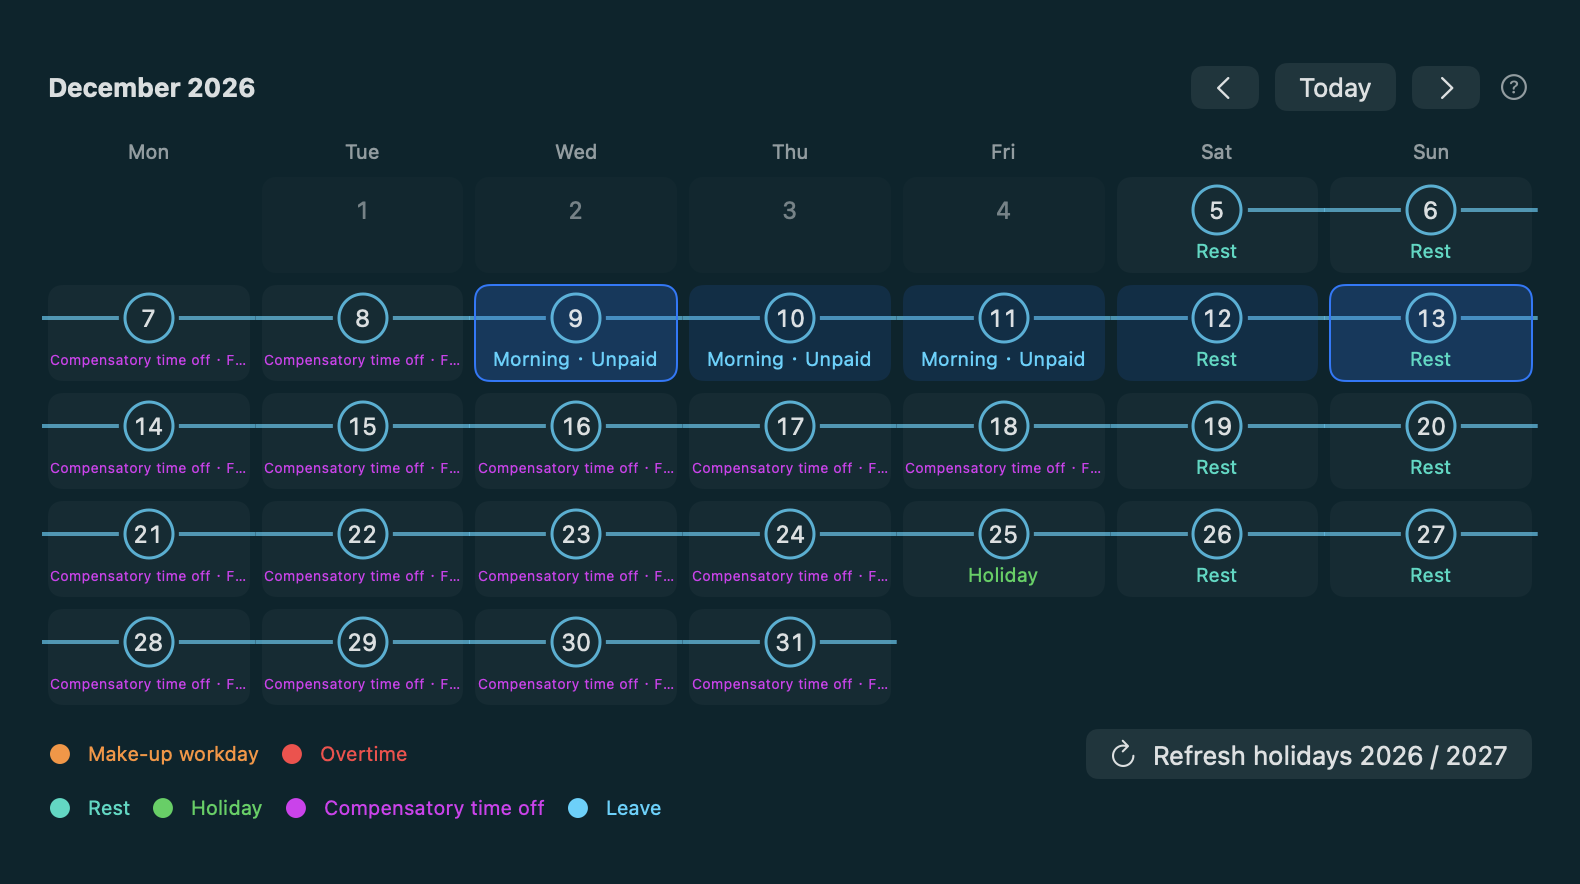 December 2026
Today
?
Mon Tue Wed Thu Fri Sat Sun
1 2 3 4 5 6
Rest Rest
7 8 9 10 11 12 13
Compensatory time off · F... Compensatory time off · F... Morning · Unpaid Morning · Unpaid Morning · Unpaid Rest Rest
14 15 16 17 18 19 20
Compensatory time off · F... Compensatory time off · F... Compensatory time off · F... Compensatory time off · F... Compensatory time off · F... Rest Rest
21 22 23 24 25 26 27
Compensatory time off · F... Compensatory time off · F... Compensatory time off · F... Compensatory time off · F... Holiday Rest Rest
28 29 30 31
Compensatory time off · F... Compensatory time off · F... Compensatory time off · F... Compensatory time off · F...
Make-up workday Overtime
Refresh holidays 2026 / 2027
Rest Holiday Compensatory time off Leave